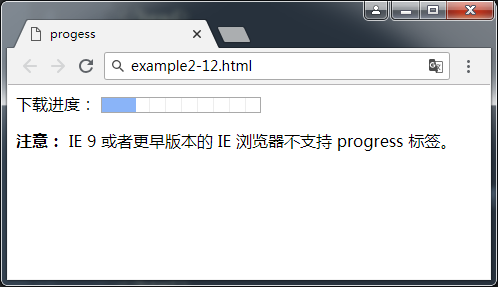 progess
example2-12.html
下载进度：
注意： IE 9 或者更早版本的 IE 浏览器不支持 progress 标签。